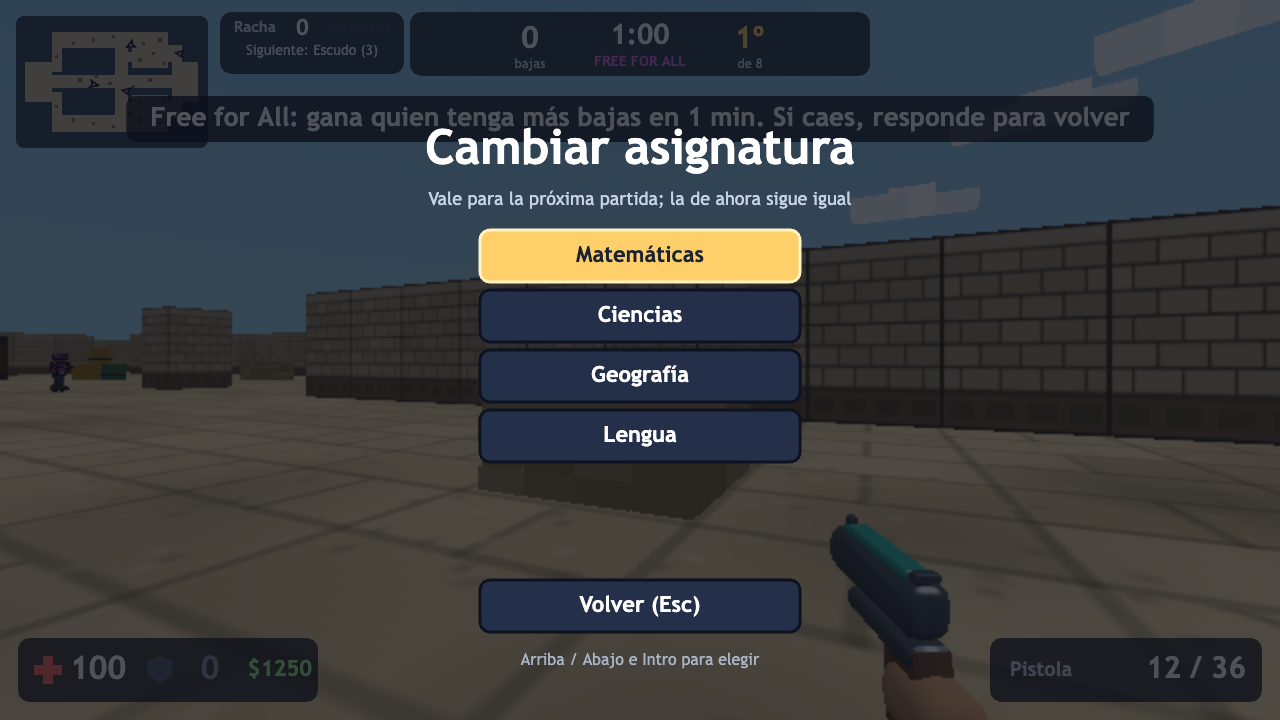 Racha 0
Siguiente: Escudo (3)
0
bajas
1:00
FREE FOR ALL
1º
de 8
Free for All: gana quien tenga más bajas en 1 min. Si caes, responde para volver
Cambiar asignatura
Vale para la próxima partida; la de ahora sigue igual
Matemáticas
Ciencias
Geografía
Lengua
Volver (Esc)
Arriba / Abajo e Intro para elegir
100
0
$1250
Pistola
12 / 36